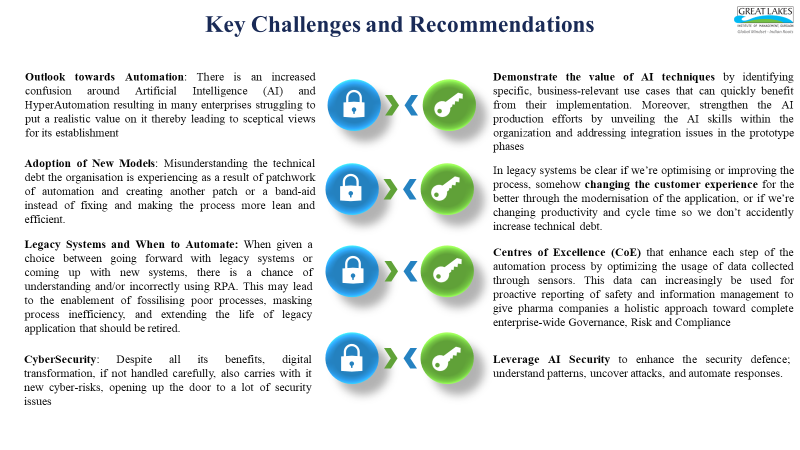 Key Challenges and Recommendations
GREAT LAKES
INSTITUTE OF MANAGEMENT, GURGAON
Global Mindset - Indian Roots
Outlook towards Automation: There is an increased
confusion around Artificial Intelligence (AI) and
HyperAutomation resulting in many enterprises struggling to
put a realistic value on it thereby leading to sceptical views
for its establishment
Adoption of New Models: Misunderstanding the technical
debt the organisation is experiencing as a result of patchwork
of automation and creating another patch or a band-aid
instead of fixing and making the process more lean and
efficient.
Legacy Systems and When to Automate: When given a
choice between going forward with legacy systems or
coming up with new systems, there is a chance of
understanding and/or incorrectly using RPA. This may lead
to the enablement of fossilising poor processes, masking
process inefficiency, and extending the life of legacy
application that should be retired.
CyberSecurity: Despite all its benefits, digital
transformation, if not handled carefully, also carries with it
new cyber-risks, opening up the door to a lot of security
issues
Demonstrate the value of AI techniques by identifying
specific, business-relevant use cases that can quickly benefit
from their implementation. Moreover, strengthen the AI
production efforts by unveiling the AI skills within the
organization and addressing integration issues in the prototype
phases
In legacy systems be clear if we're optimising or improving the
process, somehow changing the customer experience for the
better through the modernisation of the application, or if we're
changing productivity and cycle time so we don't accidently
increase technical debt.
Centres of Excellence (CoE) that enhance each step of the
automation process by optimizing the usage of data collected
through sensors. This data can increasingly be used for
proactive reporting of safety and information management to
give pharma companies a holistic approach toward complete
enterprise-wide Governance, Risk and Compliance
Leverage AI Security to enhance the security defence;
understand patterns, uncover attacks, and automate responses.